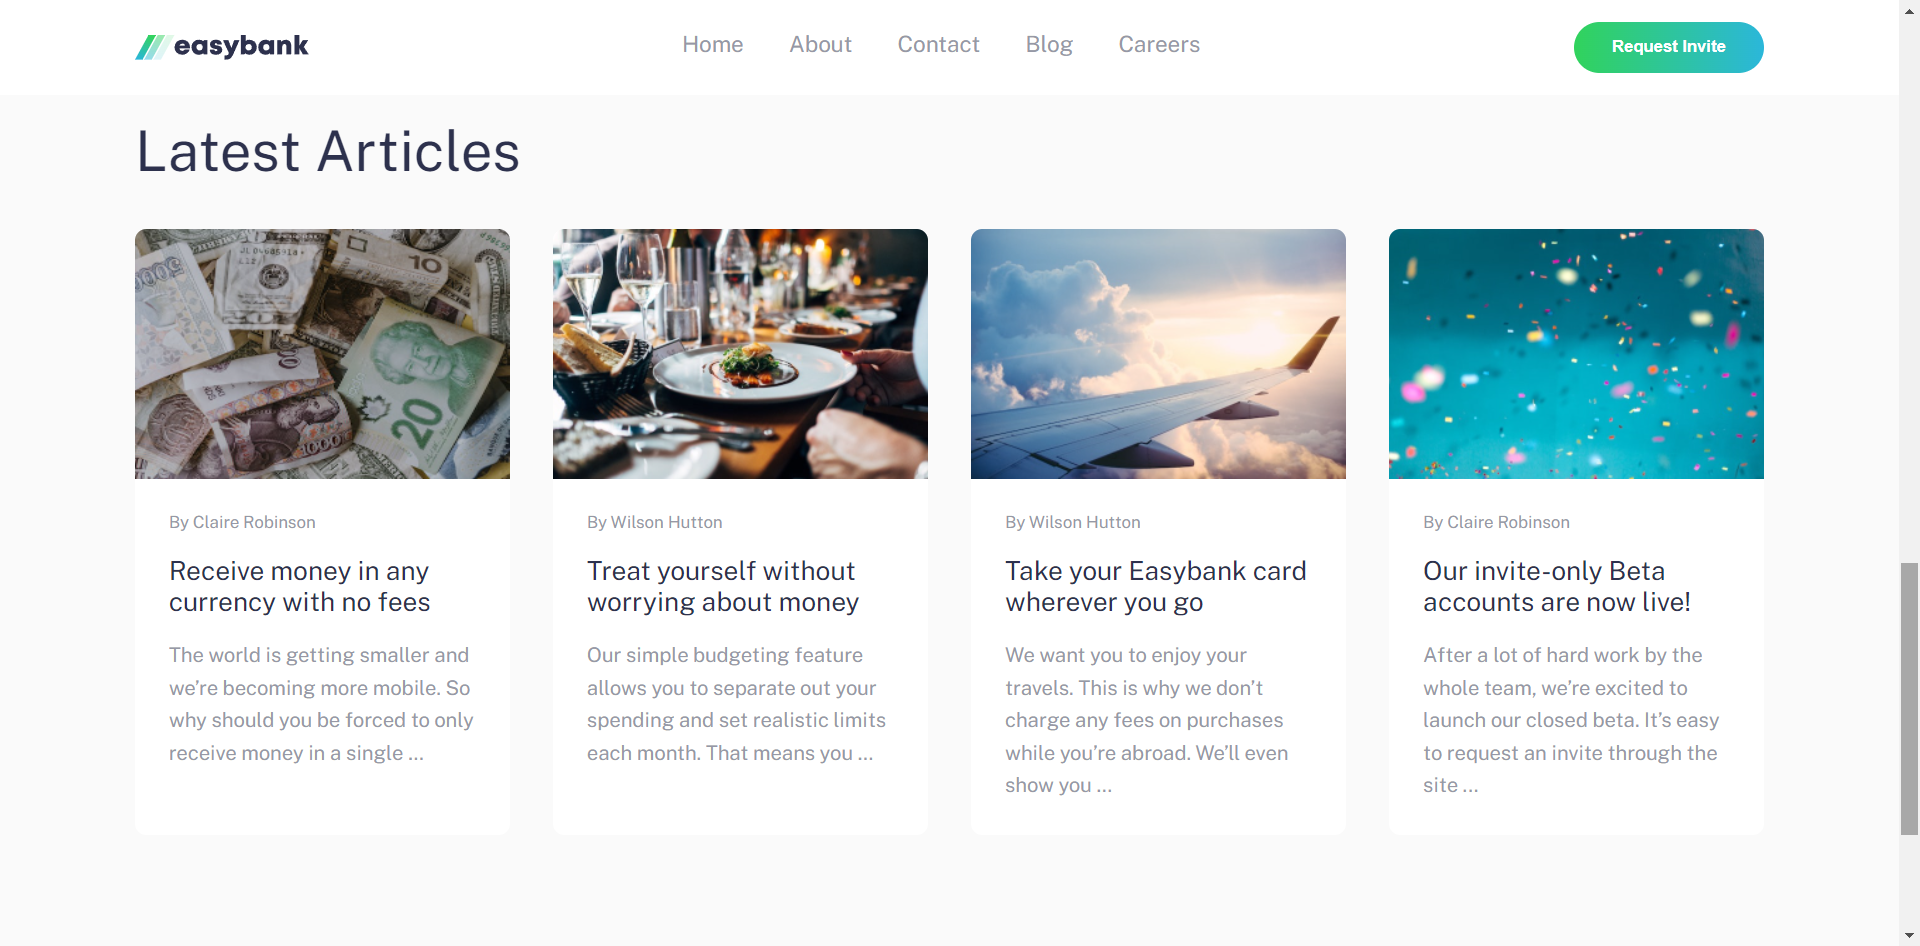 easybank
Home About Contact Blog Careers
Request Invite
Latest Articles
5000
10
20
1000
By Claire Robinson
Receive money in any
currency with no fees
The world is getting smaller and
we’re becoming more mobile. So
why should you be forced to only
receive money in a single ...
By Wilson Hutton
Treat yourself without
worrying about money
Our simple budgeting feature
allows you to separate out your
spending and set realistic limits
each month. That means you ...
By Wilson Hutton
Take your Easybank card
wherever you go
We want you to enjoy your
travels. This is why we don’t
charge any fees on purchases
while you’re abroad. We’ll even
show you ...
By Claire Robinson
Our invite-only Beta
accounts are now live!
After a lot of hard work by the
whole team, we’re excited to
launch our closed beta. It’s easy
to request an invite through the
site ...